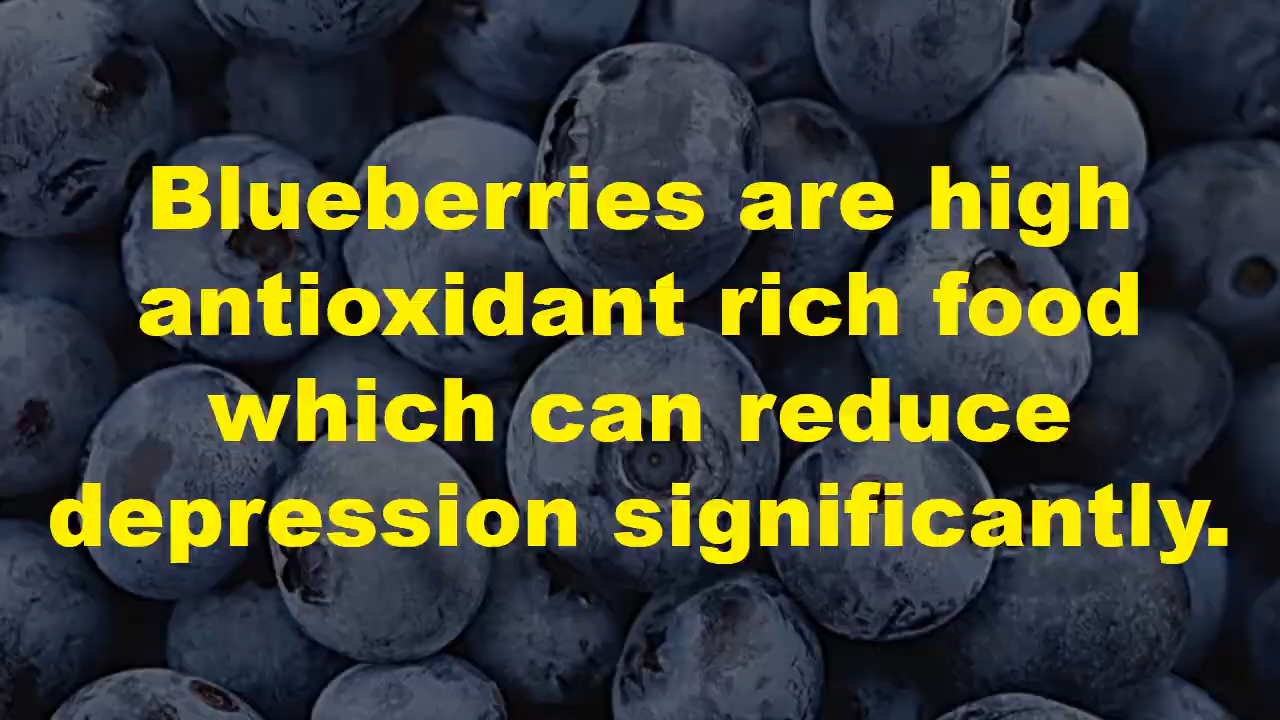 Blueberries are high
antioxidant rich food
which can reduce
depression significantly.